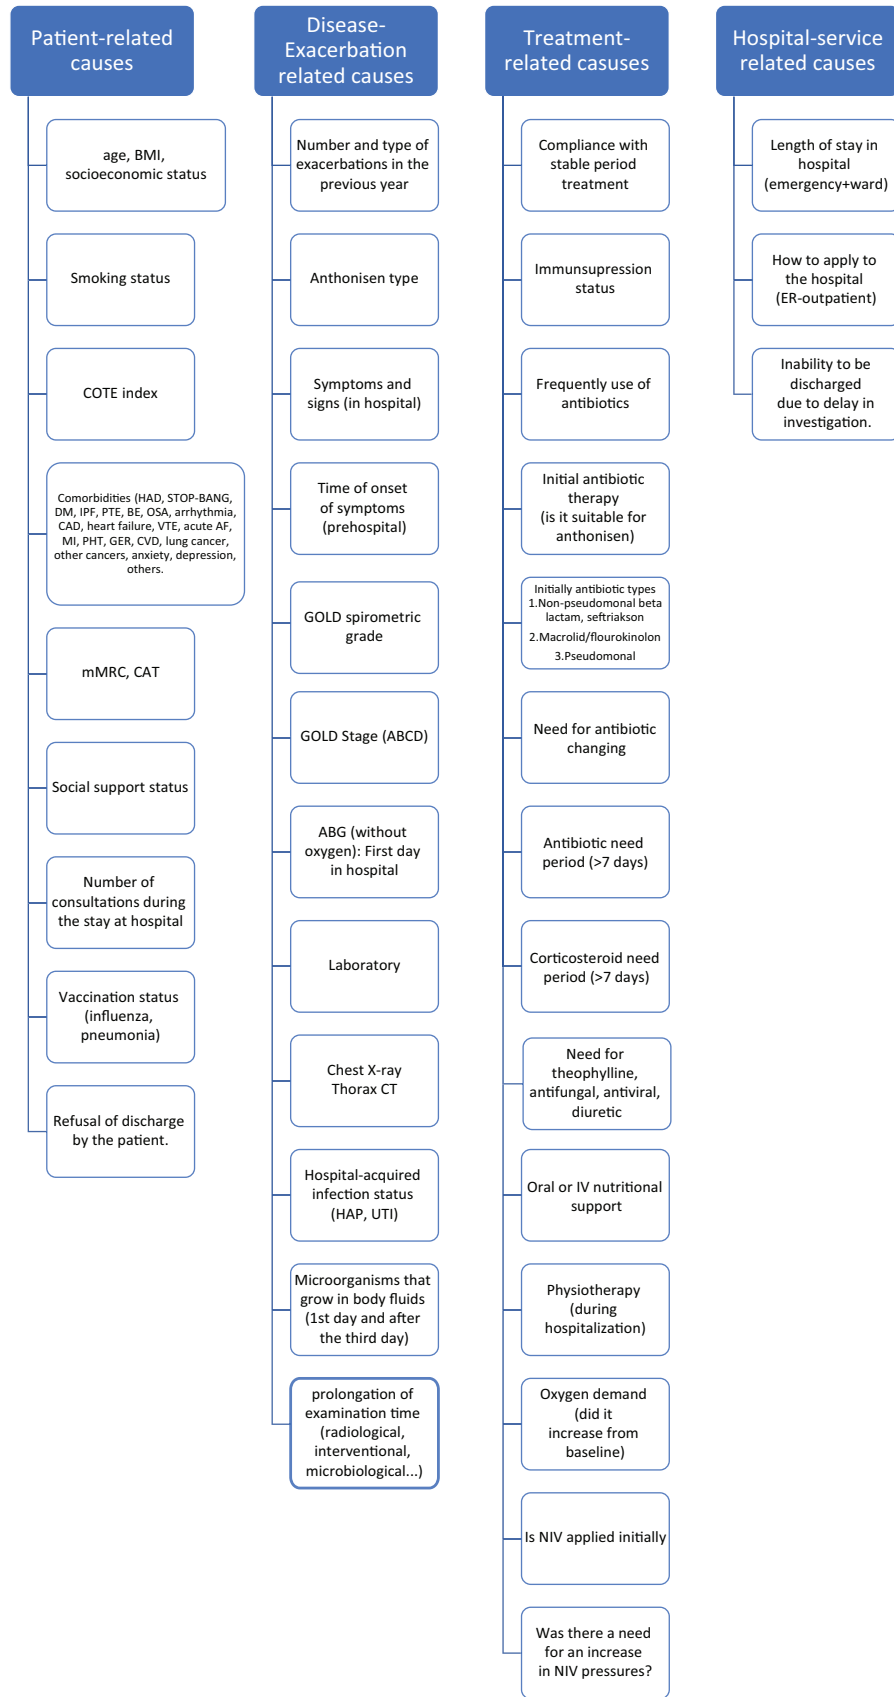 Patient-related
causes
age, BMI,
socioeconomic status
Smoking status
COTE index
Comorbidities (HAD, STOP-BANG,
DM, IPF, PTE, BE, OSA, arrhythmia,
CAD, heart failure, VTE, acute AF,
MI, PHT, GER, CVD, lung cancer,
other cancers, anxiety, depression,
others.
mMRC, CAT
Social support status
Number of
consultations during
the stay at hospital
Vaccination status
(influenza,
pneumonia)
Refusal of discharge
by the patient.
Disease-
Exacerbation
related causes
Number and type of
exacerbations in the
previous year
Anthonisen type
Symptoms and
signs (in hospital)
Time of onset
of symptoms
(prehospital)
GOLD spirometric
grade
GOLD Stage (ABCD)
ABG (without
oxygen): First day
in hospital
Laboratory
Chest X-ray
Thorax CT
Hospital-acquired
infection status
(HAP, UTI)
Microorganisms that
grow in body fluids
(1st day and after
the third day)
prolongation of
examination time
(radiological,
interventional,
microbiological...)
Treatment-
related casuses
Compliance with
stable period
treatment
Immunsupression
status
Frequently use of
antibiotics
Initial antibiotic
therapy
(is it suitable for
anthonisen)
Initially antibiotic types
1.Non-pseudomonal beta
lactam, seftriakson
2.Macrolid/flourokinolon
3.Pseudomonal
Need for antibiotic
changing
Antibiotic need
period (>7 days)
Corticosteroid need
period (>7 days)
Need for
theophylline,
antifungal, antiviral,
diuretic
Oral or IV nutritional
support
Physiotherapy
(during
hospitalization)
Oxygen demand
(did it
increase from
baseline)
Is NIV applied initially
Was there a need
for an increase
in NIV pressures?
Hospital-service
related causes
Length of stay in
hospital
(emergency+ward)
How to apply to
the hospital
(ER-outpatient)
Inability to be
discharged
due to delay in
investigation.